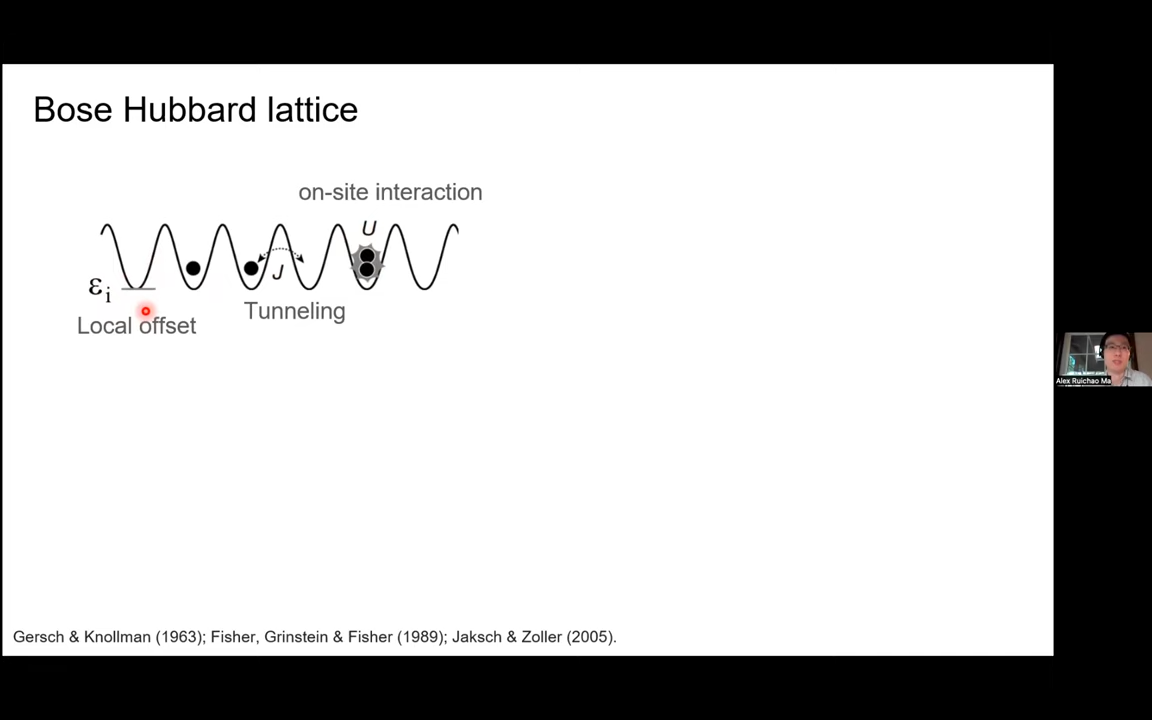 Bose Hubbard lattice
on-site interaction
U
J
εi
Tunneling
Local offset
Alex Ruichao Ma
Gersch & Knollman (1963); Fisher, Grinstein & Fisher (1989); Jaksch & Zoller (2005).